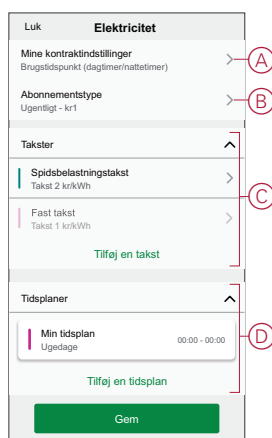 Luk
Elektricitet
Mine kontraktindstillinger
Brugstidspunkt (dagtimer/nattetimer)
A
Abonnementstype
Ugentligt - kr1
B
Takster
Spidsbelastningstakst
Takst 2 kr/kWh
C
Fast takst
Takst 1 kr/kWh
Tilføj en takst
Tidsplaner
Min tidsplan
Ugedage
00:00 - 00:00
D
Tilføj en tidsplan
Gem